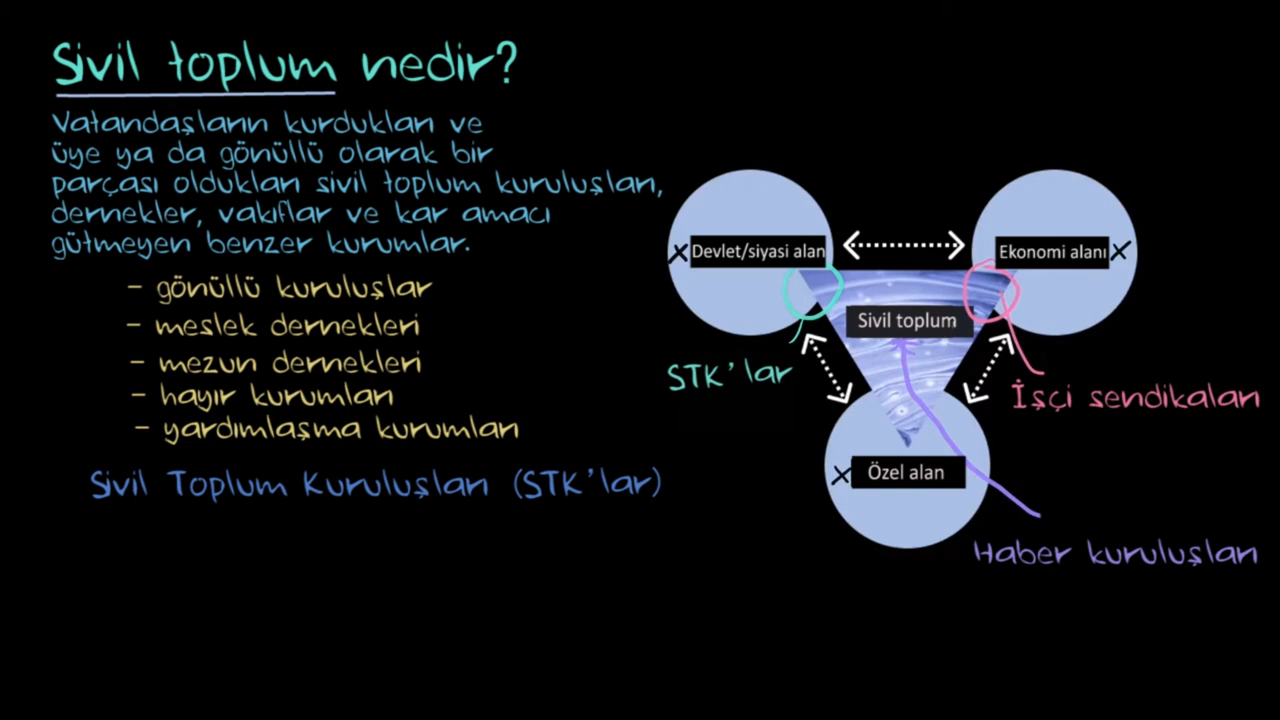 Sivil toplum nedir?
Vatandaşların kurdukları ve
üye ya da gönüllü olarak bir
parçası oldukları sivil toplum kuruluşları,
dernekler, vakıflar ve kar amacı
gütmeyen benzer kurumlar.
- gönüllü kuruluşlar
- meslek dernekleri
- mezun dernekleri
- hayır kurumları
- yardımlaşma kurumları
Sivil Toplum Kuruluşları (STK'lar)
Devlet/siyasi alan
Ekonomi alanı
Sivil toplum
STK'lar
İşçi sendikaları
Özel alan
Haber kuruluşları